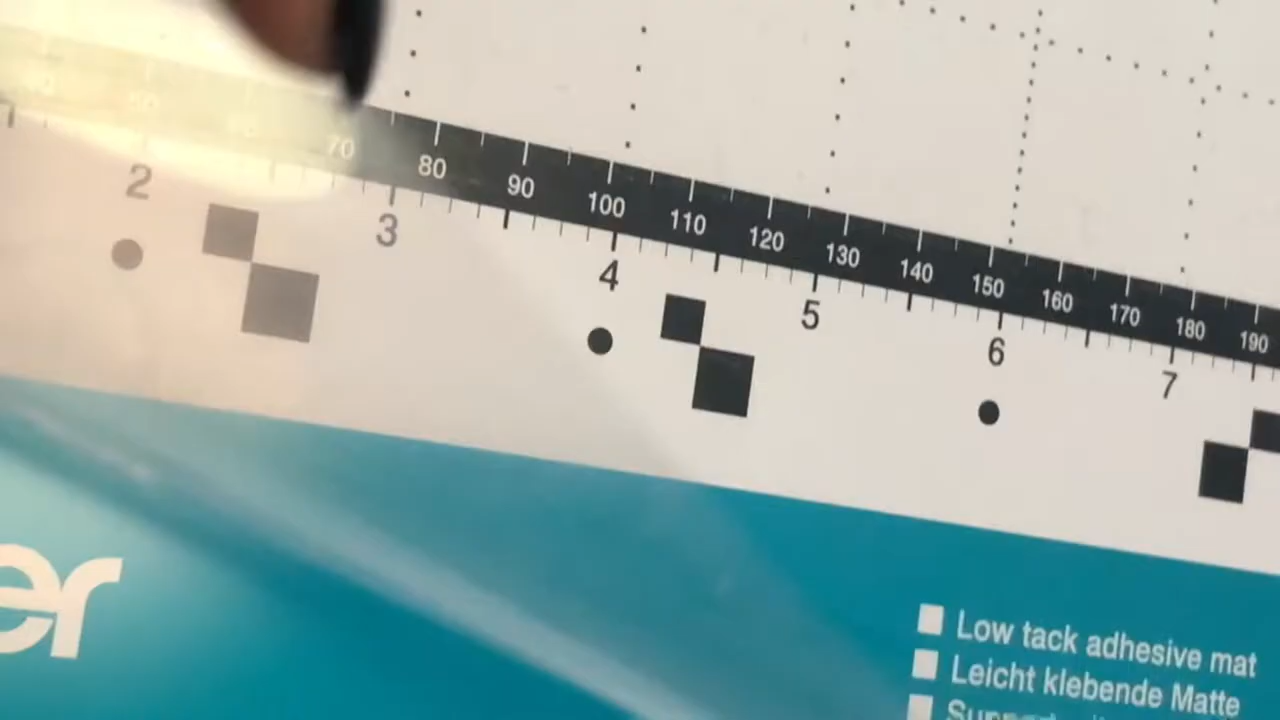 70 80 90 100 110 120 130 140 150 160 170 180 190
2 3 4 5 6 7
er
Low tack adhesive mat
Leicht klebende Matte